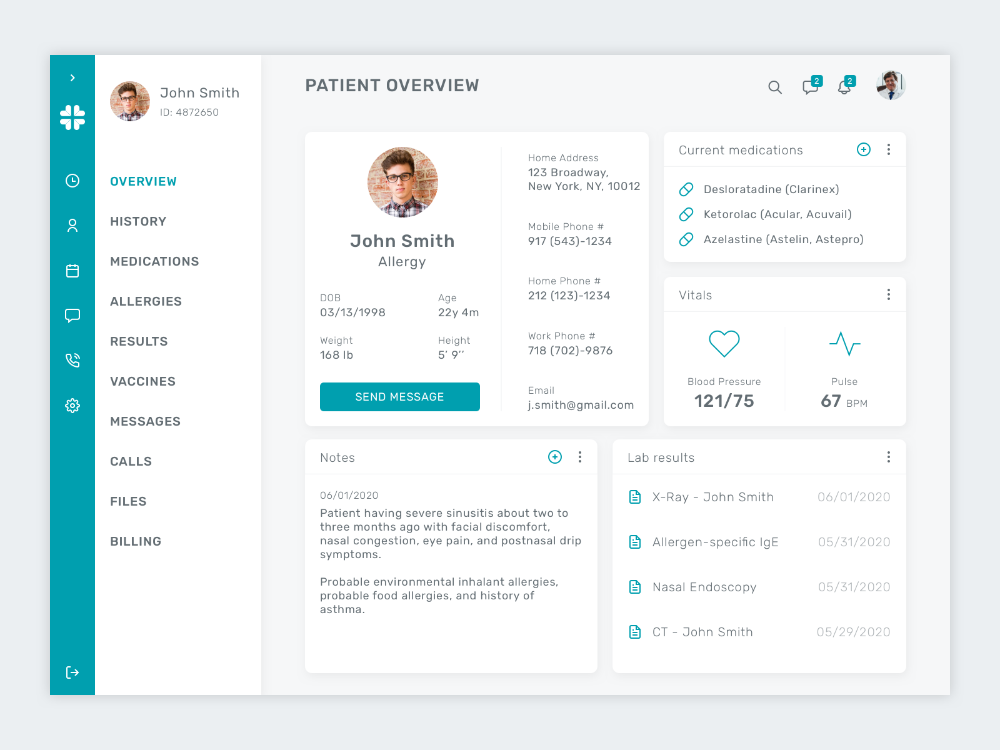 John Smith
ID: 4872650
OVERVIEW
HISTORY
MEDICATIONS
ALLERGIES
RESULTS
VACCINES
MESSAGES
CALLS
FILES
BILLING
PATIENT OVERVIEW
2
2
John Smith
Allergy
DOB
03/13/1998
Age
22y 4m
Weight
168 lb
Height
5’ 9’’
SEND MESSAGE
Home Address
123 Broadway,
New York, NY, 10012
Mobile Phone #
917 (543)-1234
Home Phone #
212 (123)-1234
Work Phone #
718 (702)-9876
Email
j.smith@gmail.com
Current medications
Desloratadine (Clarinex)
Ketorolac (Acular, Acuvail)
Azelastine (Astelin, Astepro)
Vitals
Blood Pressure
121/75
Pulse
67 BPM
Notes
06/01/2020
Patient having severe sinusitis about two to
three months ago with facial discomfort,
nasal congestion, eye pain, and postnasal drip
symptoms.
Probable environmental inhalant allergies,
probable food allergies, and history of
asthma.
Lab results
X-Ray - John Smith 06/01/2020
Allergen-specific IgE 05/31/2020
Nasal Endoscopy 05/31/2020
CT - John Smith 05/29/2020